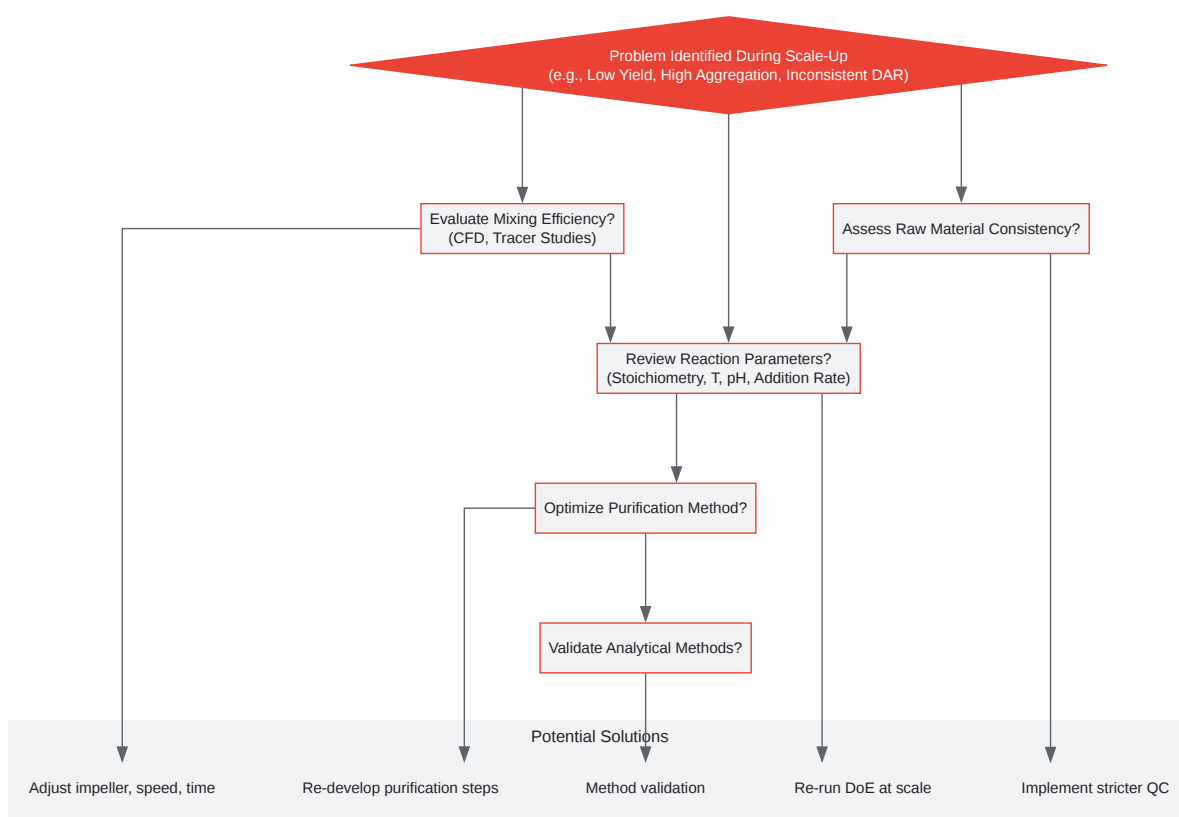 Problem Identified During Scale-Up
(e.g., Low Yield, High Aggregation, Inconsistent DAR)
Evaluate Mixing Efficiency?
(CFD, Tracer Studies)
Assess Raw Material Consistency?
Review Reaction Parameters?
(Stoichiometry, T, pH, Addition Rate)
Optimize Purification Method?
Validate Analytical Methods?
Potential Solutions
Adjust impeller, speed, time
Re-develop purification steps
Method validation
Re-run DoE at scale
Implement stricter QC